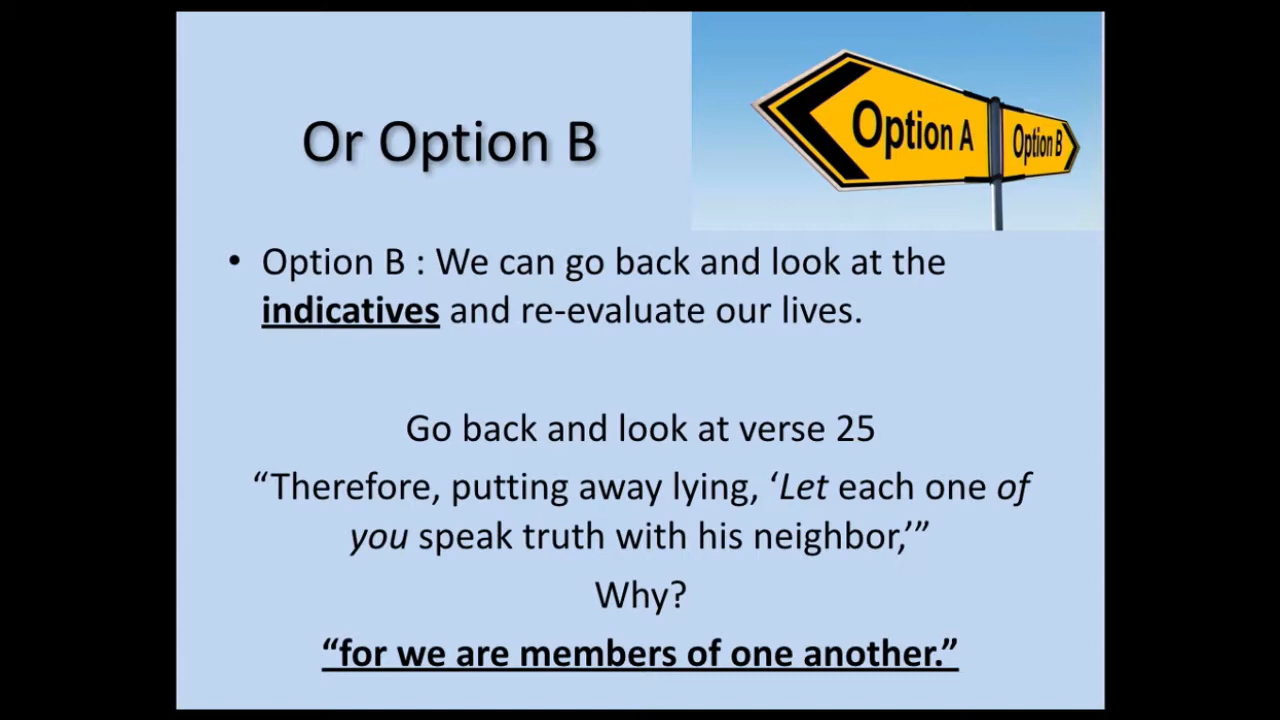 Or Option B
Option A
Option B
• Option B : We can go back and look at the
indicatives and re-evaluate our lives.
Go back and look at verse 25
“Therefore, putting away lying, ‘Let each one of
you speak truth with his neighbor,’”
Why?
“for we are members of one another.”